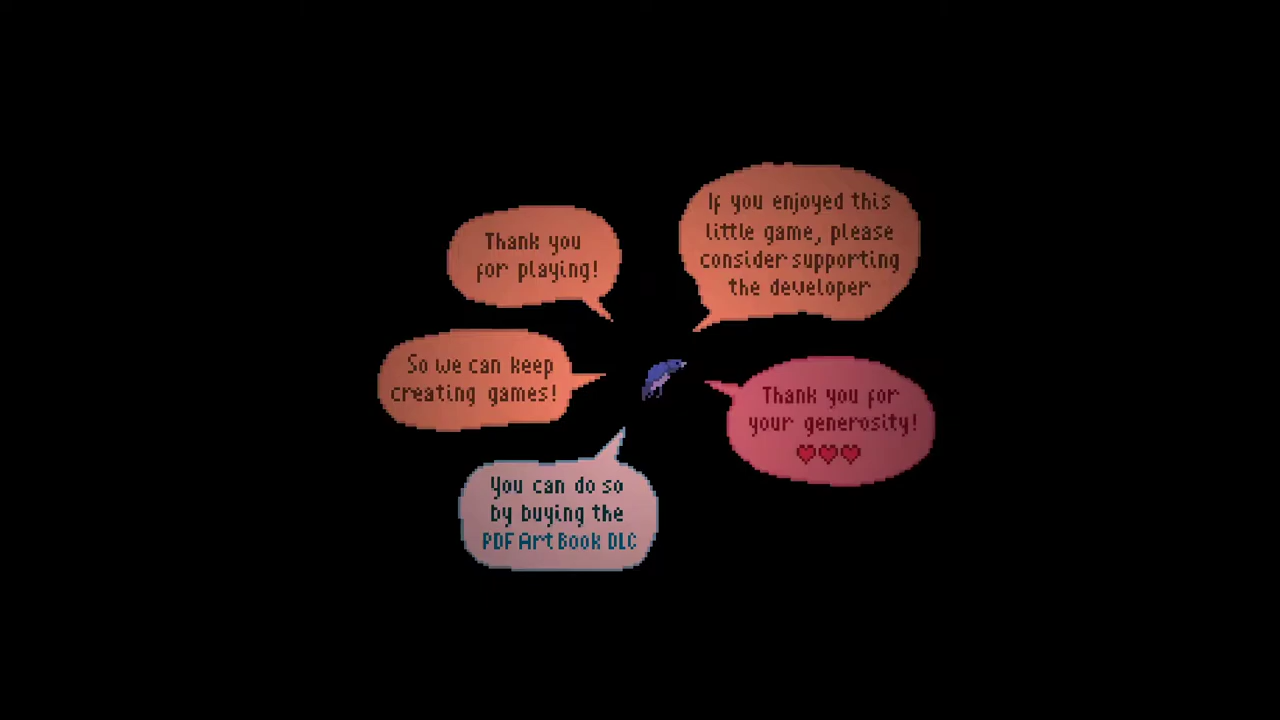 Thank you
for playing!
If you enjoyed this
little game, please
consider supporting
the developer
So we can keep
creating games!
Thank you for
your generosity!
♥♥♥
You can do so
by buying the
PDF Art Book DLC